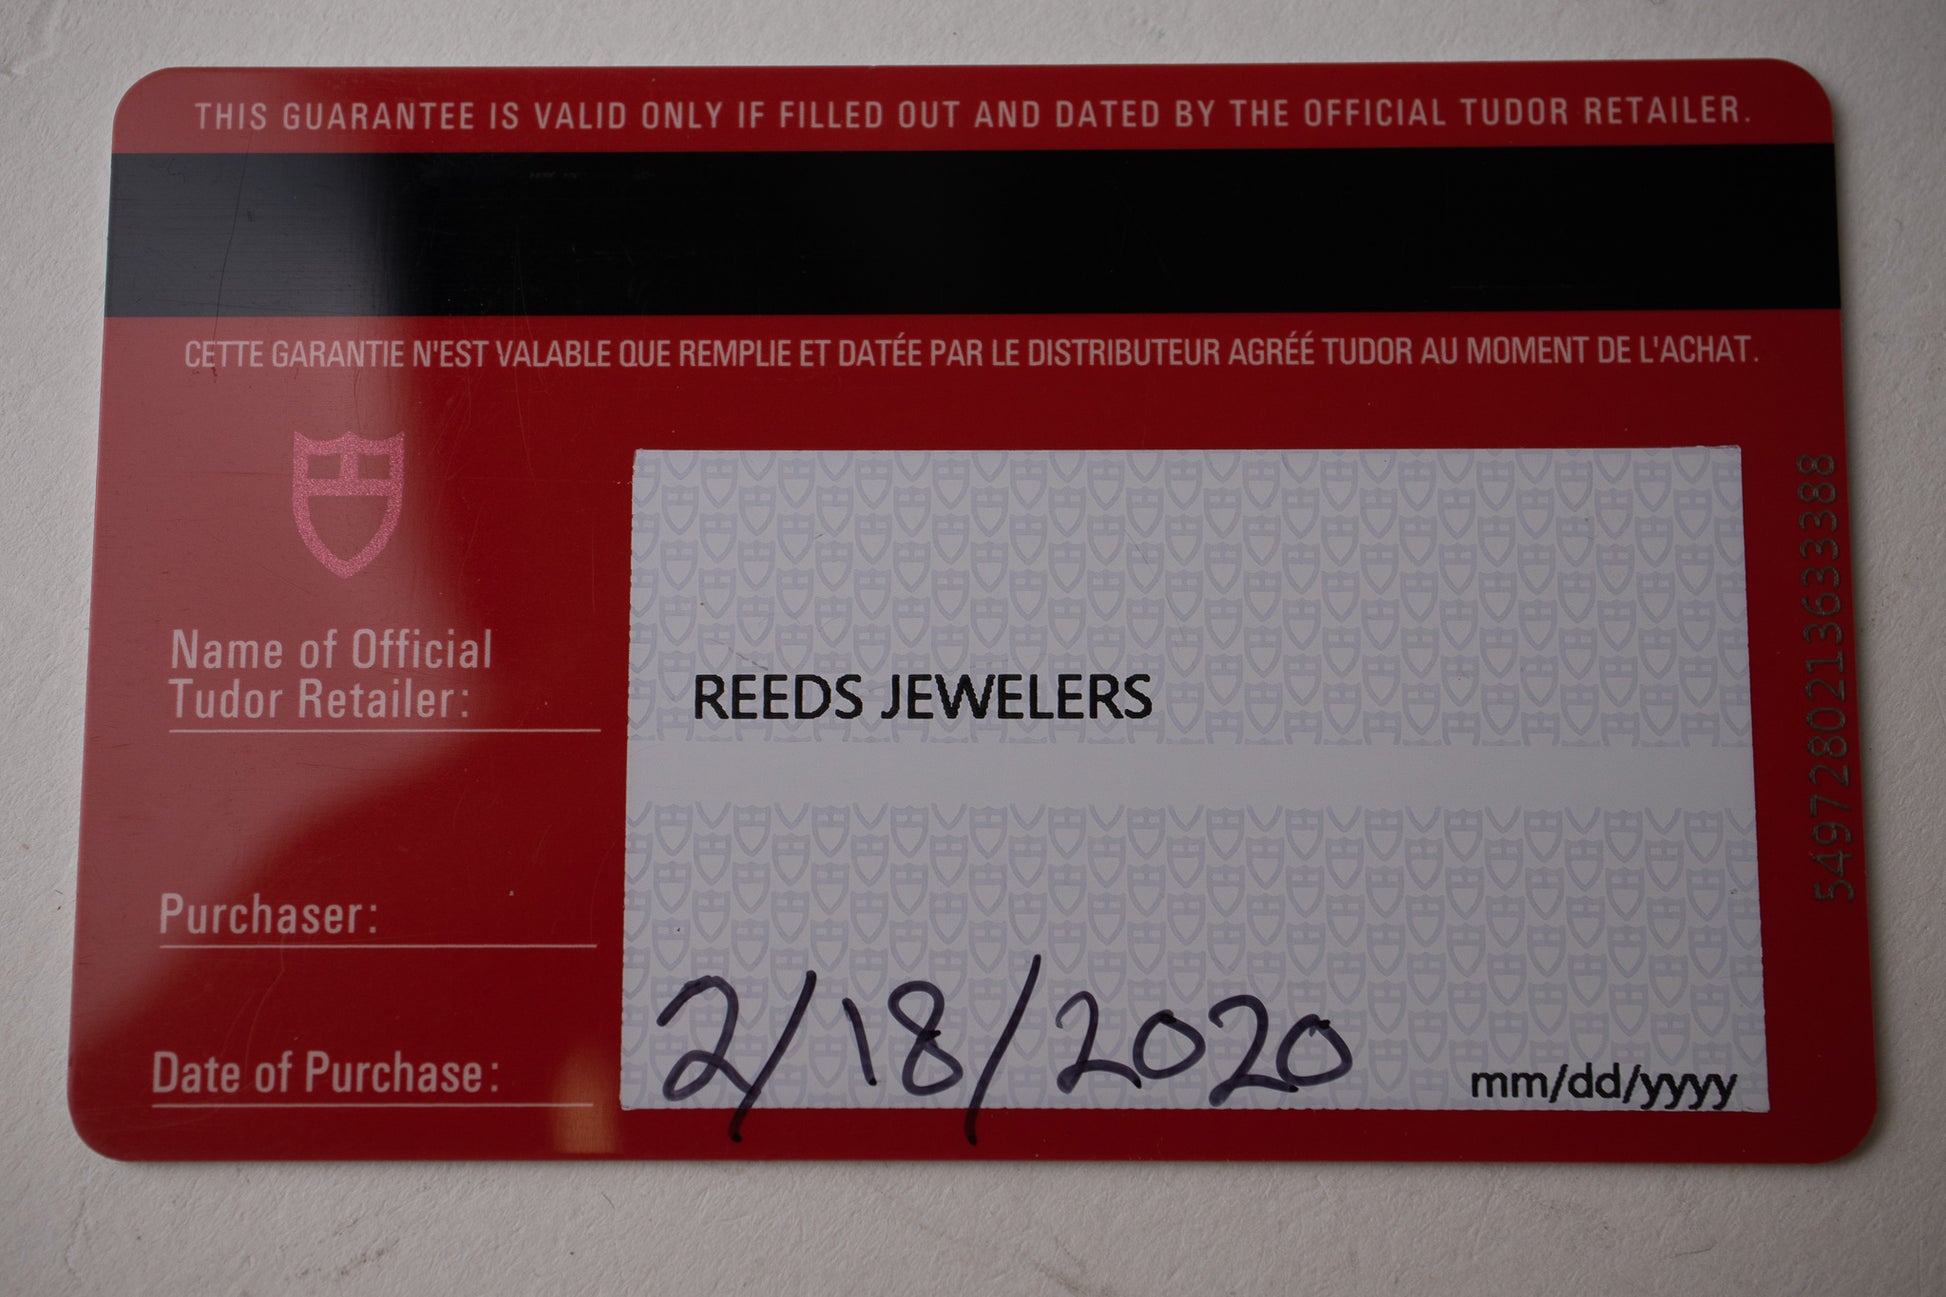 THIS GUARANTEE IS VALID ONLY IF FILLED OUT AND DATED BY THE OFFICIAL TUDOR RETAILER.
CETTE GARANTIE N'EST VALABLE QUE REMPLIE ET DATÉE PAR LE DISTRIBUTEUR AGRÉÉ TUDOR AU MOMENT DE L'ACHAT.
Name of Official
Tudor Retailer:
REEDS JEWELERS
Purchaser:
Date of Purchase:
2/18/2020
mm/dd/yyyy
5497280213633388